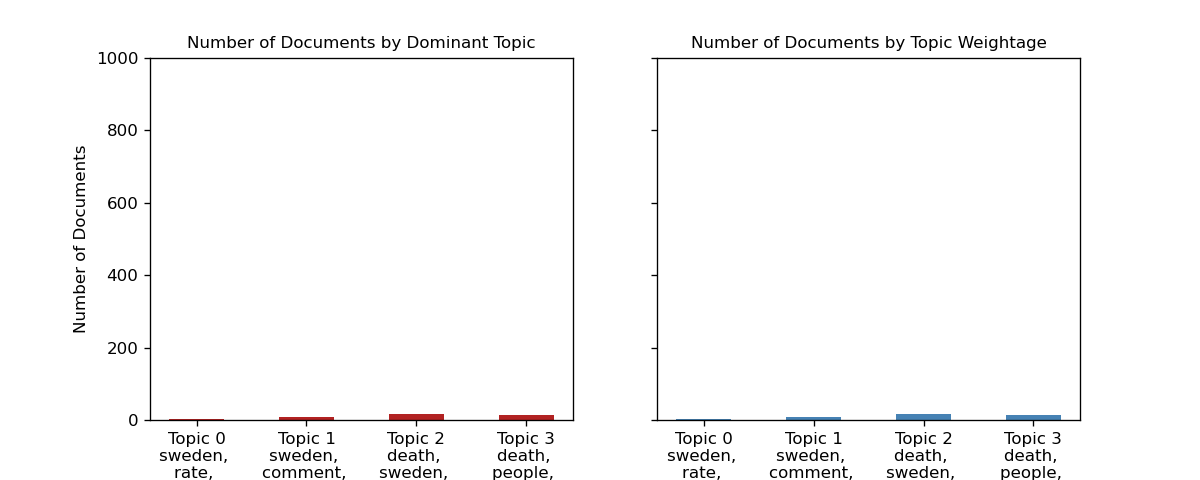 Number of Documents by Dominant Topic
Number of Documents
1000
800
600
400
200
0
Topic 0
sweden,
rate,
Topic 1
sweden,
comment,
Topic 2
death,
sweden,
Topic 3
death,
people,
Number of Documents by Topic Weightage
Topic 0
sweden,
rate,
Topic 1
sweden,
comment,
Topic 2
death,
sweden,
Topic 3
death,
people,